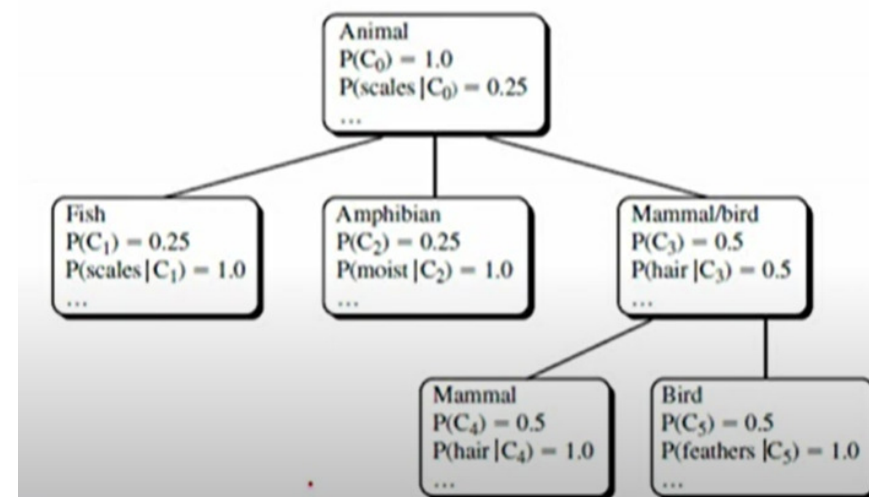 Animal
P(C₀) = 1.0
P(scales|C₀) = 0.25
...
Fish
P(C₁) = 0.25
P(scales|C₁) = 1.0
...
Amphibian
P(C₂) = 0.25
P(moist|C₂) = 1.0
...
Mammal/bird
P(C₃) = 0.5
P(hair|C₃) = 0.5
...
Mammal
P(C₄) = 0.5
P(hair|C₄) = 1.0
...
Bird
P(C₅) = 0.5
P(feathers|C₅) = 1.0
...